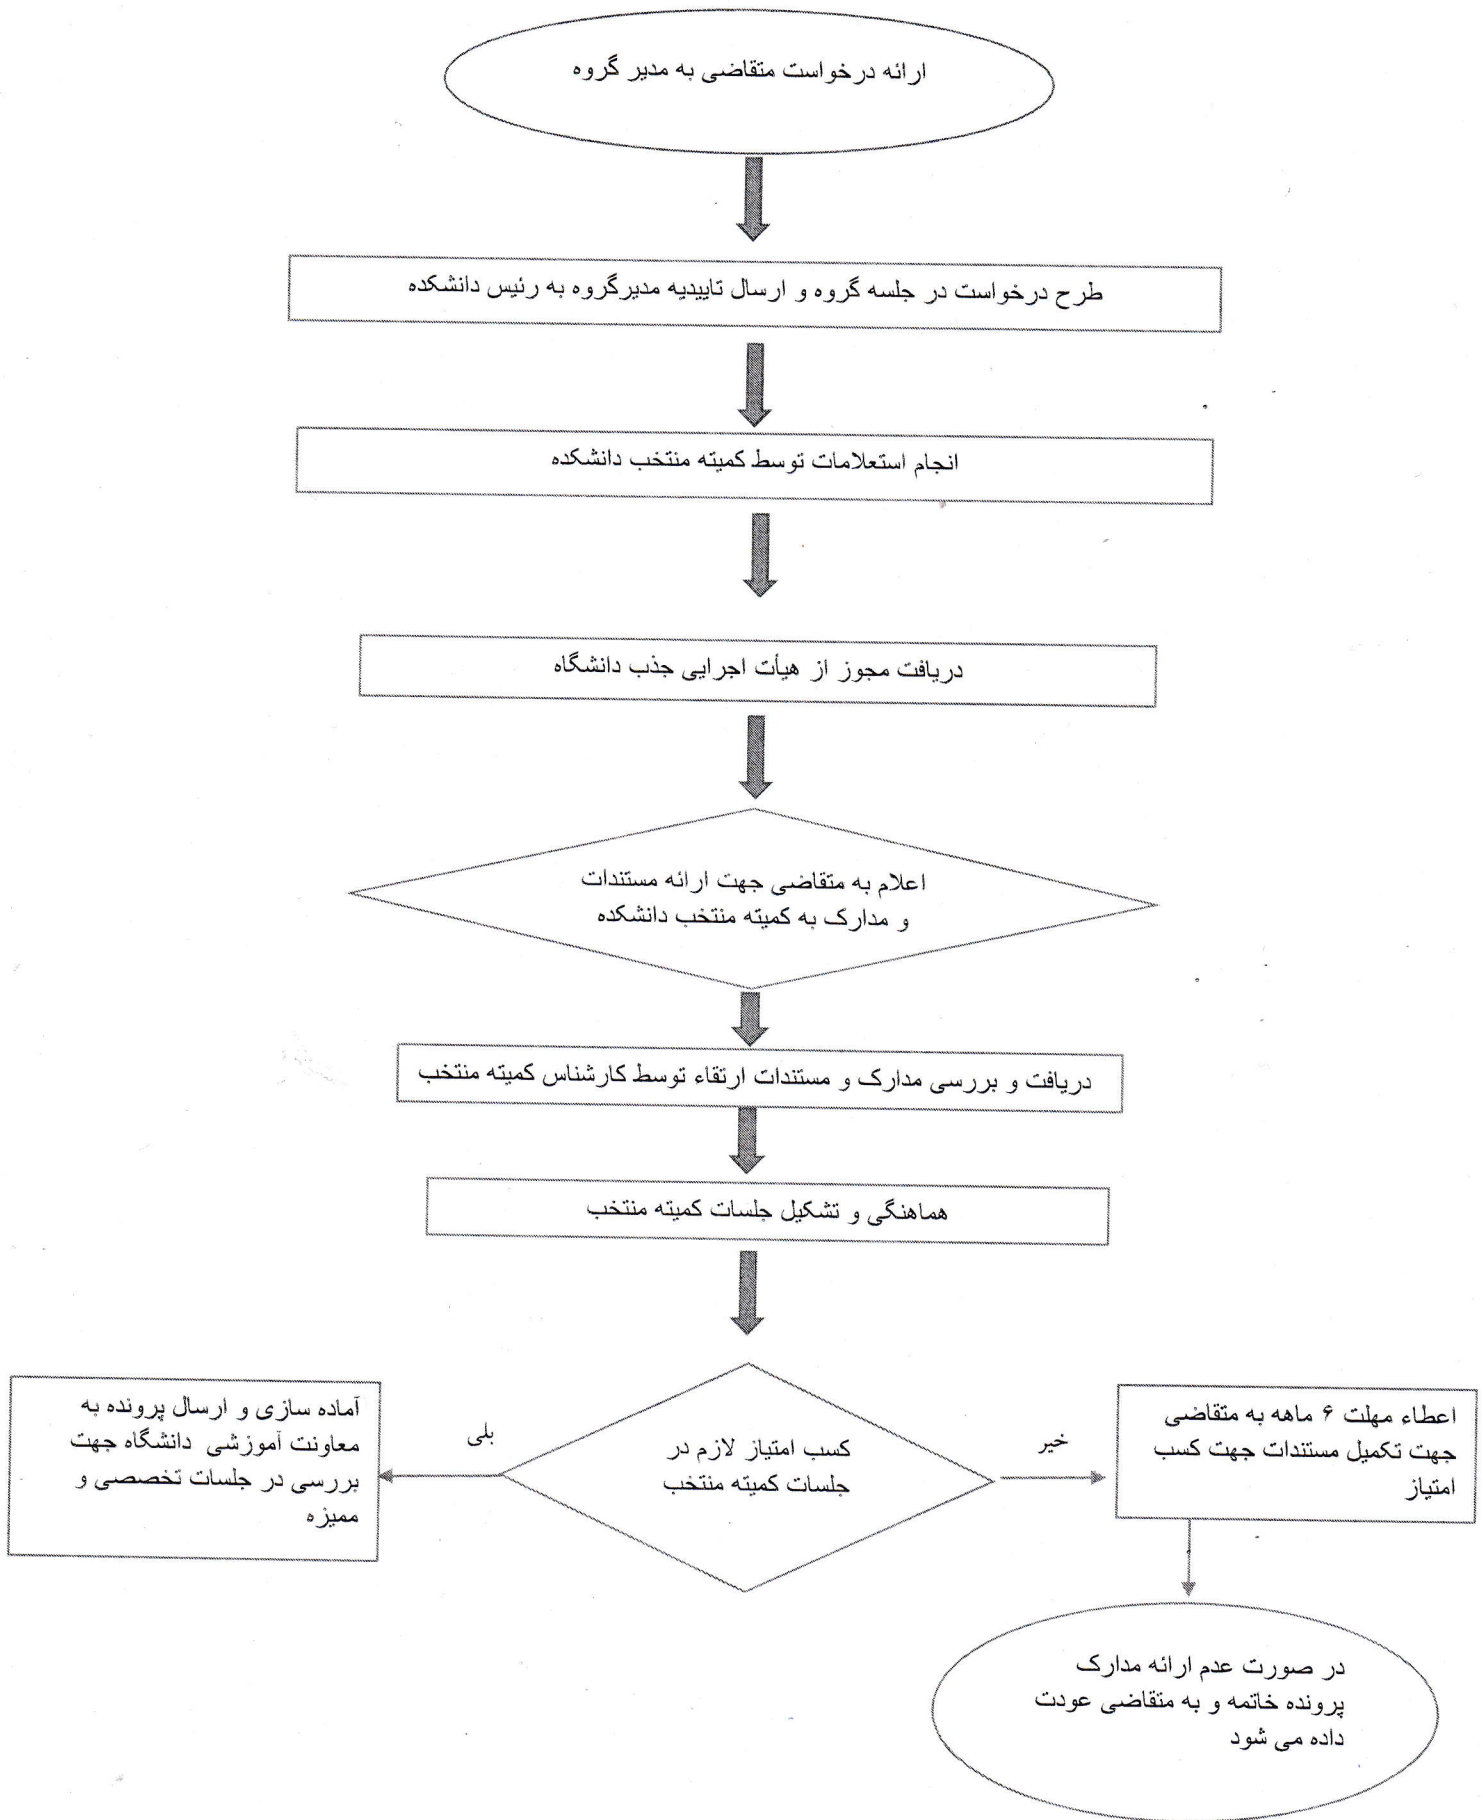 ارائه درخواست متقاضی به مدیر گروه
طرح درخواست در جلسه گروه و ارسال تاییدیه مدیرگروه به رئیس دانشکده
انجام استعلامات توسط کمیته منتخب دانشکده
دریافت مجوز از هیأت اجرایی جذب دانشگاه
اعلام به متقاضی جهت ارائه مستندات
و مدارک به کمیته منتخب دانشکده
دریافت و بررسی مدارک و مستندات ارتقاء توسط کارشناس کمیته منتخب
هماهنگی و تشکیل جلسات کمیته منتخب
کسب امتیاز لازم در
جلسات کمیته منتخب
خیر
اعطاء مهلت ۶ ماهه به متقاضی
جهت تکمیل مستندات جهت کسب
امتیاز
بلی
آماده سازی و ارسال پرونده به
معاونت آموزشی دانشگاه جهت
بررسی در جلسات تخصصی و
ممیزه
در صورت عدم ارائه مدارک
پرونده خاتمه و به متقاضی عودت
داده می شود